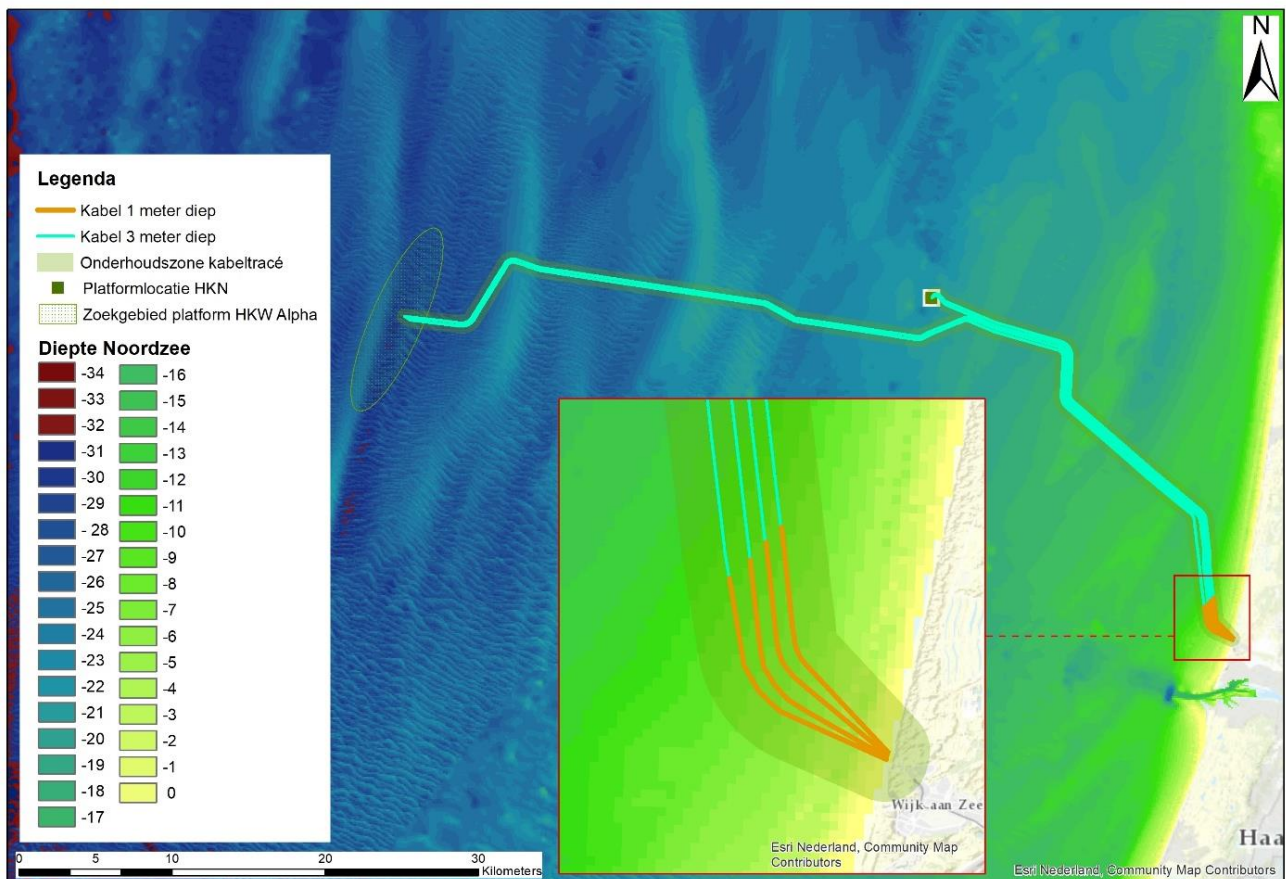 N
Legenda
Kabel 1 meter diep
Kabel 3 meter diep
Onderhoudszone kabeltracé
Platformlocatie HKN
Zoekgebied platform HKW Alpha
Diepte Noordzee
-34
-33
-32
-31
-30
-29
- 28
-27
-26
-25
-24
-23
-22
-21
-20
-19
-18
-17
-16
-15
-14
-13
-12
-11
-10
-9
-8
-7
-6
-5
-4
-3
-2
-1
0
0 5 10 20 30
Kilometers
Wijk aan Zee
Esri Nederland, Community Map
Contributors
Haa
Esri Nederland, Community Map Contributors